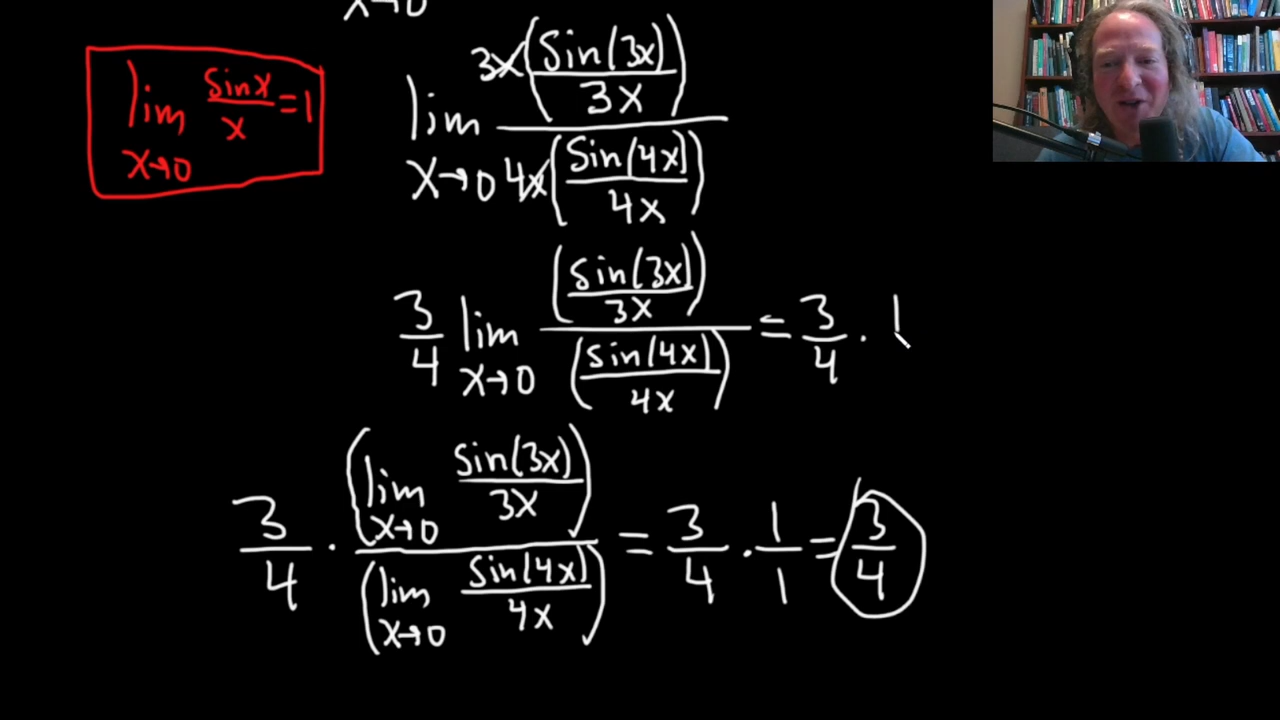 x→0
lim x→0 sin x / x = 1
lim x→0 3x(sin(3x)/3x) / 4x(sin(4x)/4x)
3/4 lim x→0 (sin(3x)/3x) / (sin(4x)/4x) = 3/4 · 1
3/4 · (lim x→0 sin(3x)/3x) / (lim x→0 sin(4x)/4x) = 3/4 · 1/1 = 3/4